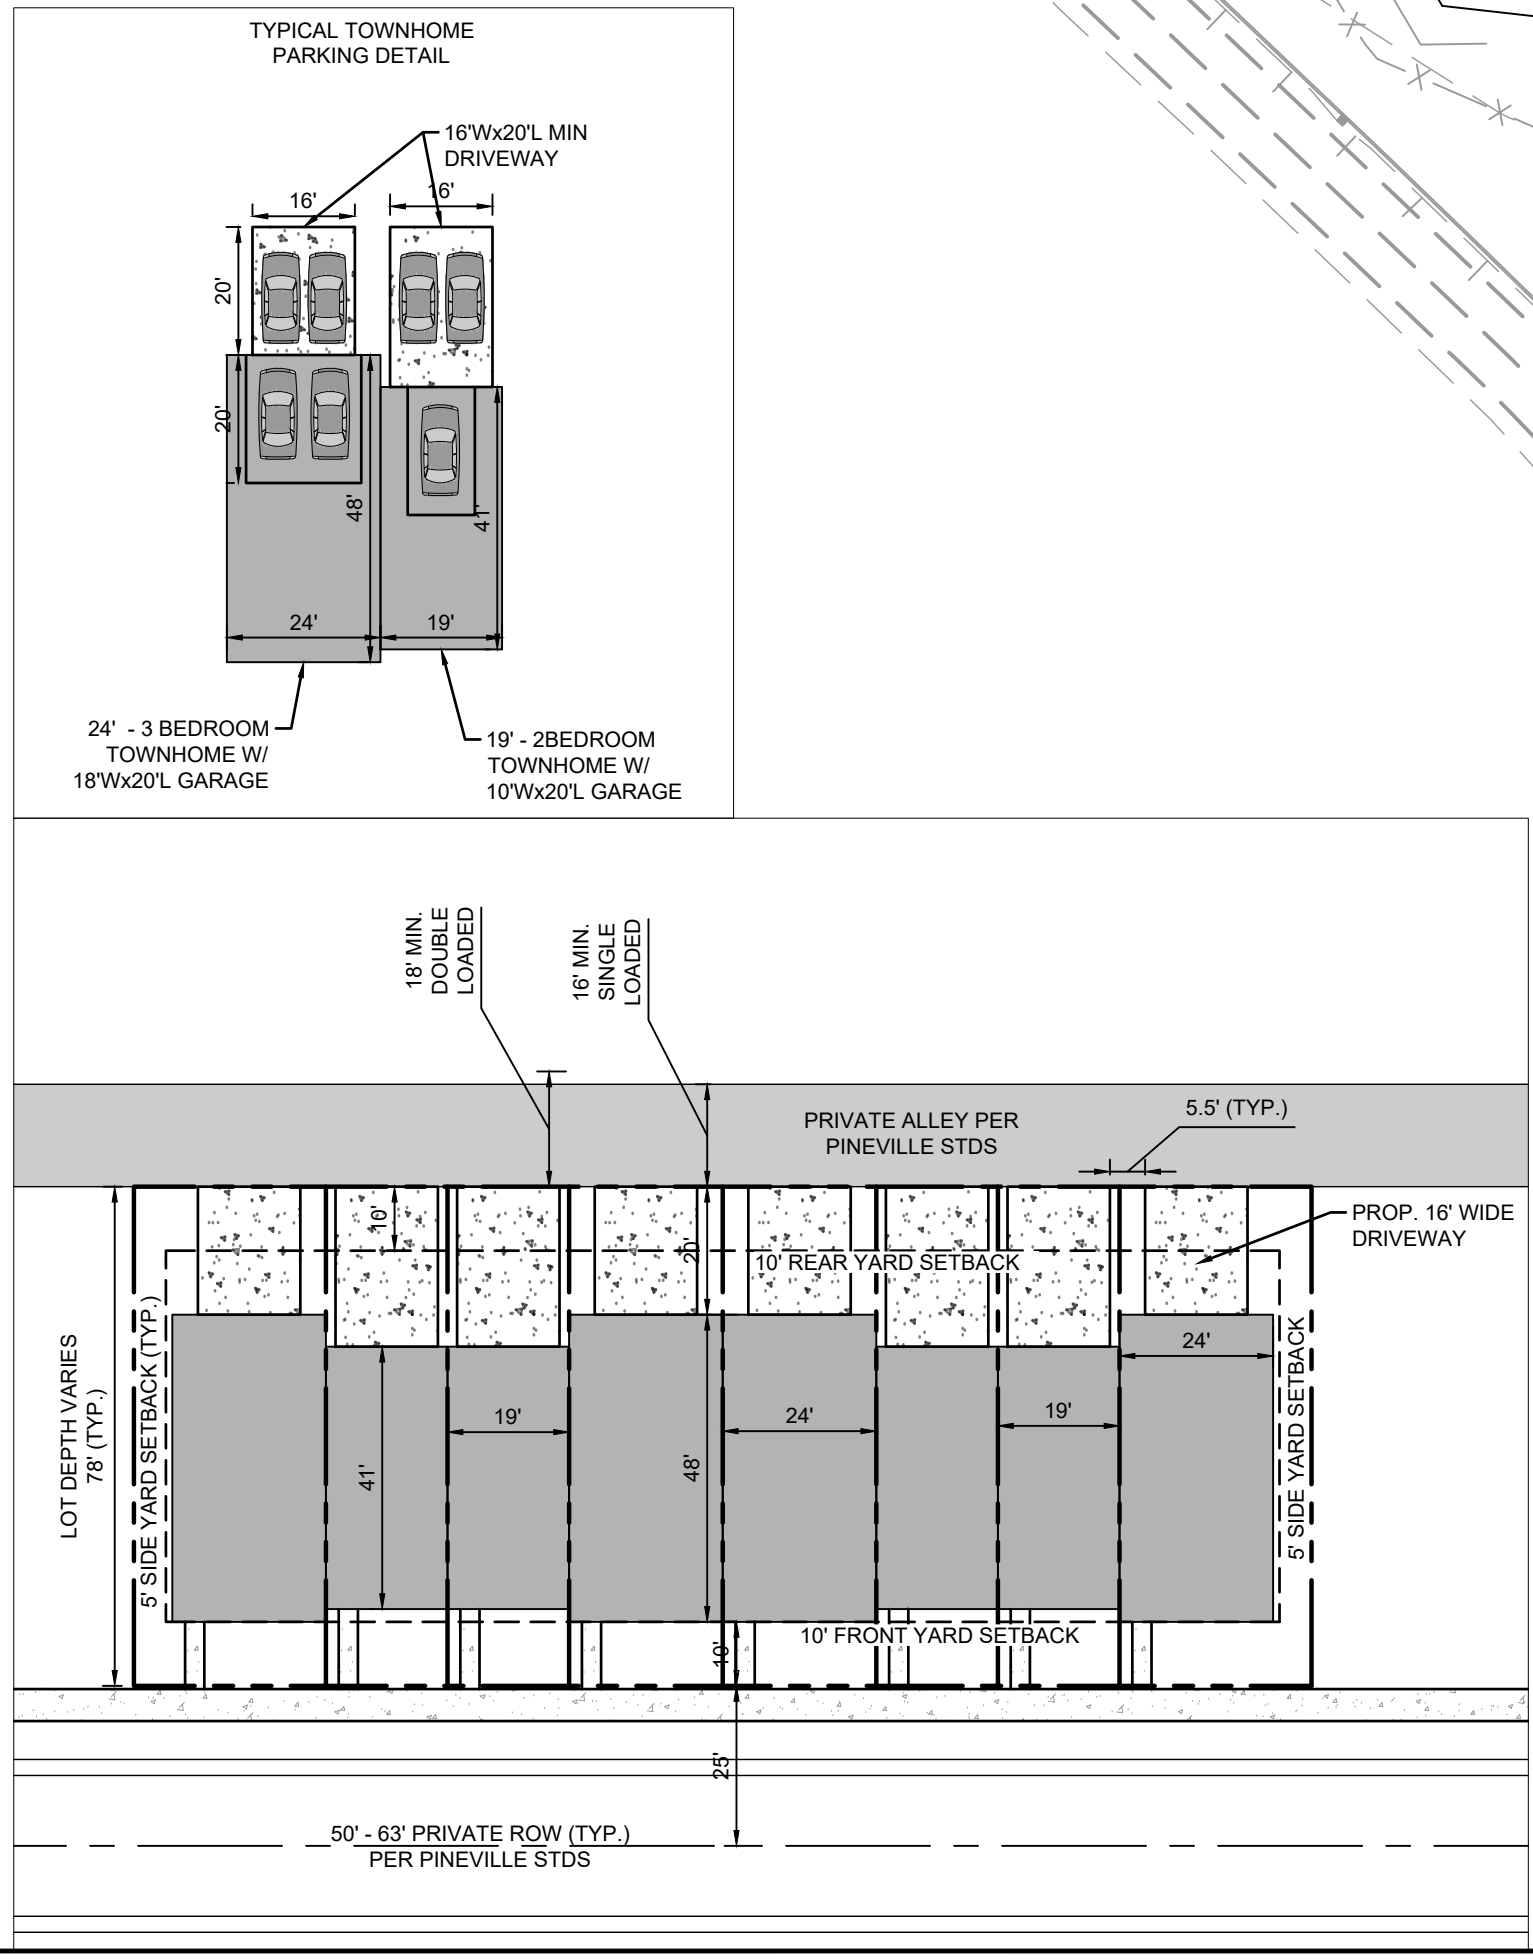 TYPICAL TOWNHOME
PARKING DETAIL
16'Wx20'L MIN
DRIVEWAY
16'
16'
20'
20'
48'
41'
24'
19'
24'  - 3 BEDROOM
TOWNHOME W/
18'Wx20'L GARAGE
19' - 2BEDROOM
TOWNHOME W/
10'Wx20'L GARAGE
18' MIN.
DOUBLE
LOADED
16' MIN.
SINGLE
LOADED
PRIVATE ALLEY PER
PINEVILLE STDS
5.5' (TYP.)
PROP. 16' WIDE
DRIVEWAY
10'
20'
10' REAR YARD SETBACK
LOT DEPTH VARIES
78' (TYP.)
5' SIDE YARD SETBACK (TYP.)
41'
19'
48'
24'
19'
24'
5' SIDE YARD SETBACK
10' FRONT YARD SETBACK
10'
25'
50' - 63' PRIVATE ROW (TYP.)
PER PINEVILLE STDS